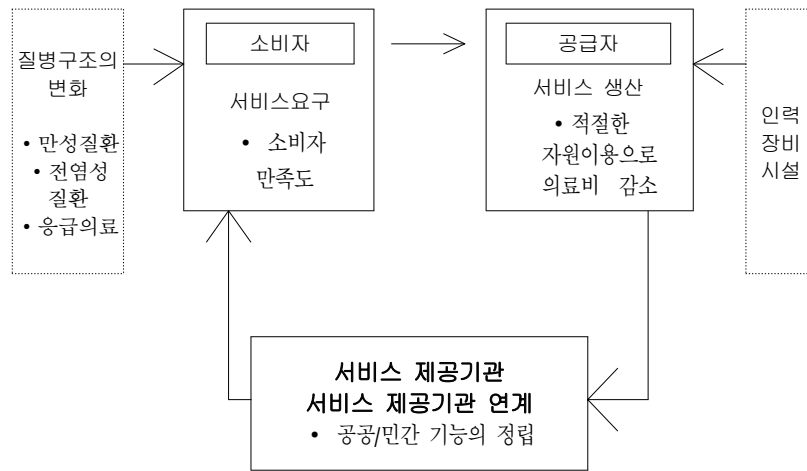 질병구조의
변화
• 만성질환
• 전염성
질환
• 응급의료
소비자
서비스요구
• 소비자
만족도
공급자
서비스 생산
• 적절한
자원이용으로
의료비 감소
인력
장비
시설
서비스 제공기관
서비스 제공기관 연계
• 공공/민간 기능의 정립